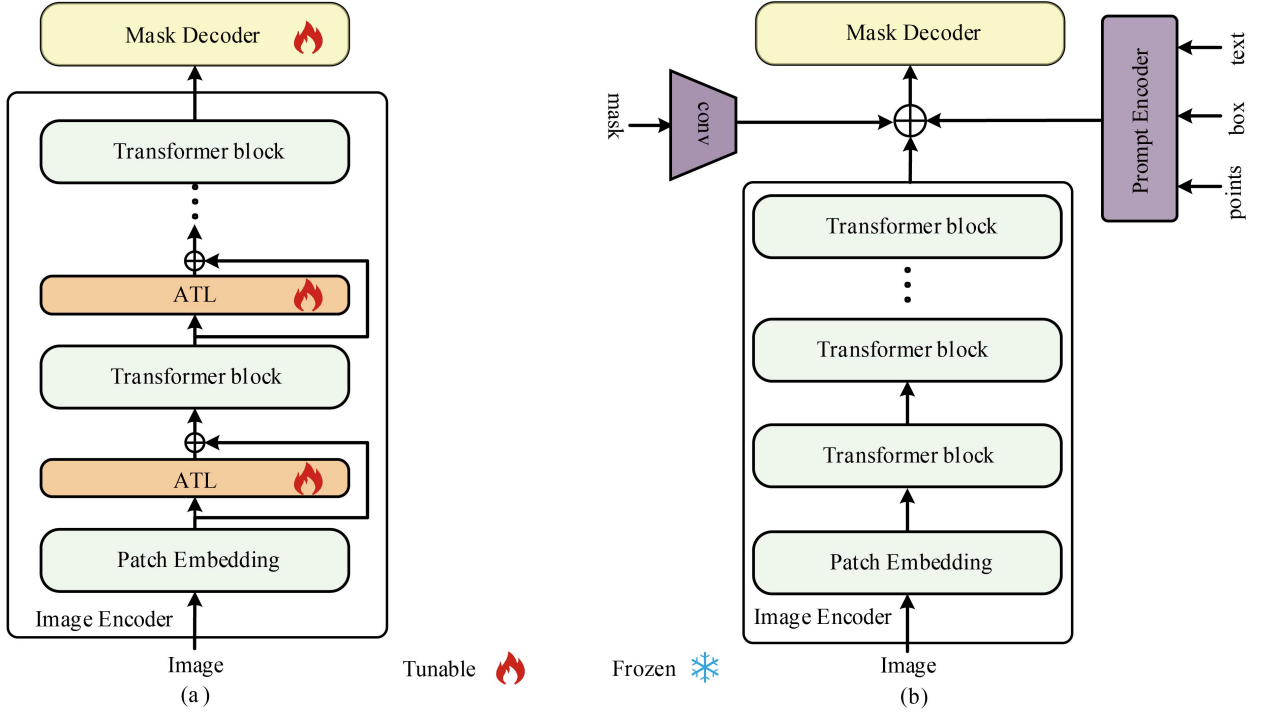 Mask Decoder
Transformer block
ATL
Transformer block
ATL
Patch Embedding
Image Encoder
Image
(a)
Tunable
Frozen
Mask Decoder
mask
conv
Prompt Encoder
text
box
points
Transformer block
Transformer block
Transformer block
Patch Embedding
Image Encoder
Image
(b)